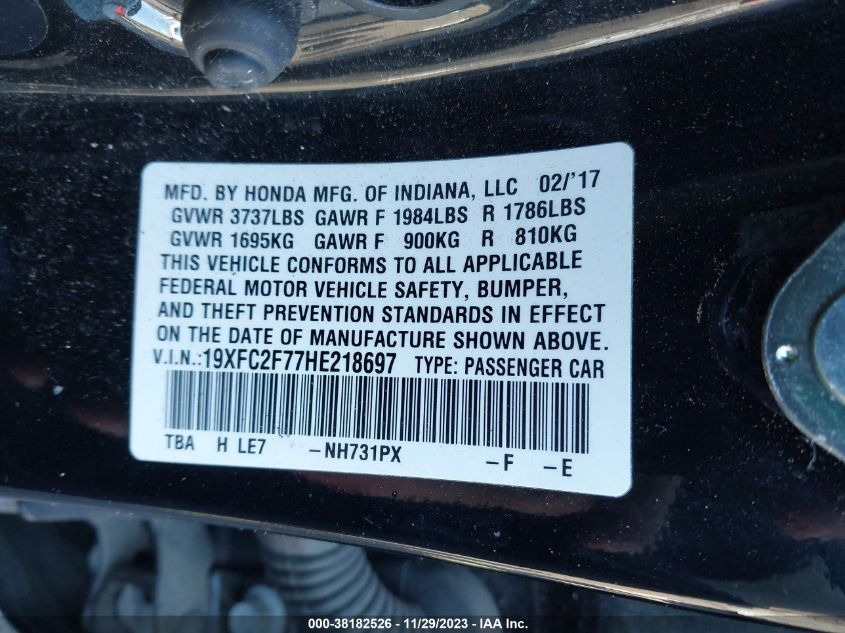 MFD. BY HONDA MFG. OF INDIANA, LLC 02/'17
GVWR 3737LBS GAWR F 1984LBS R 1786LBS
GVWR 1695KG GAWR F 900KG R 810KG
THIS VEHICLE CONFORMS TO ALL APPLICABLE
FEDERAL MOTOR VEHICLE SAFETY, BUMPER,
AND THEFT PREVENTION STANDARDS IN EFFECT
ON THE DATE OF MANUFACTURE SHOWN ABOVE.
V.I.N.:19XFC2F77HE218697 TYPE: PASSENGER CAR
TBA H LE7 -NH731PX -F -E
000-38182526 - 11/29/2023 - IAA Inc.